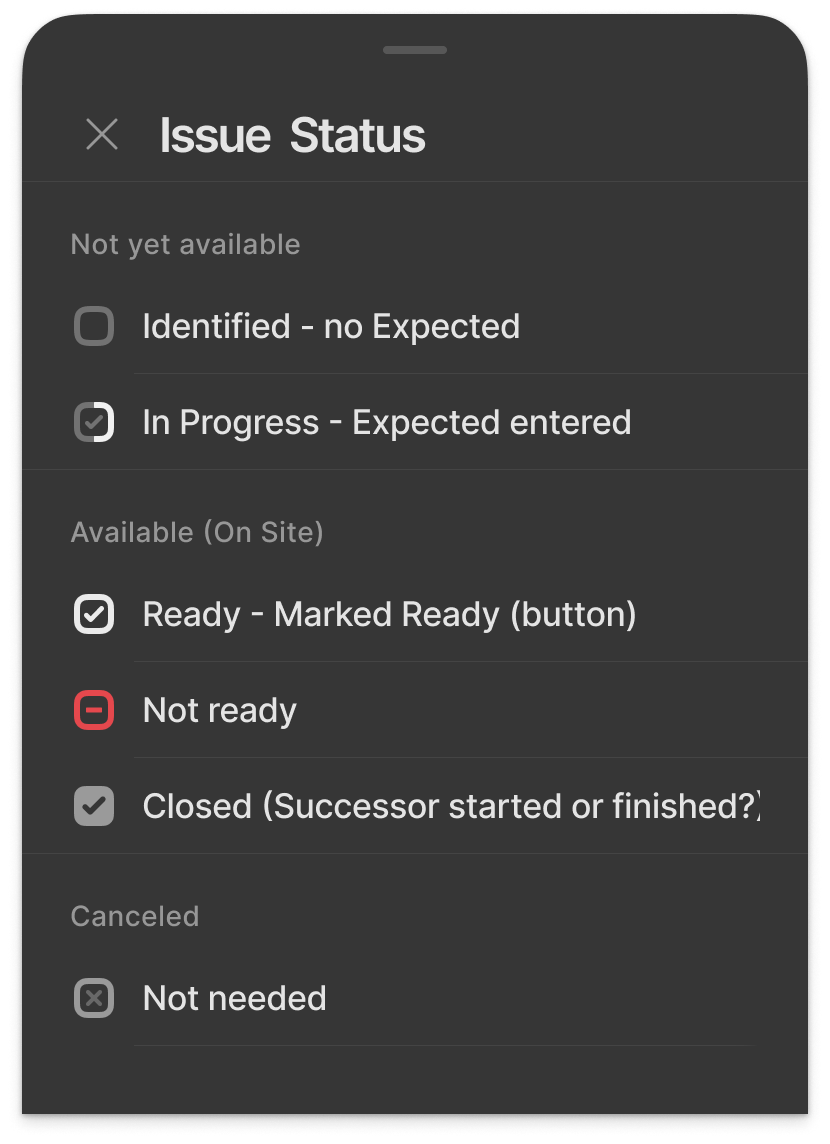 Issue Status
Not yet available
Identified - no Expected
In Progress - Expected entered
Available (On Site)
Ready - Marked Ready (button)
Not ready
Closed (Successor started or finished?)
Canceled
Not needed